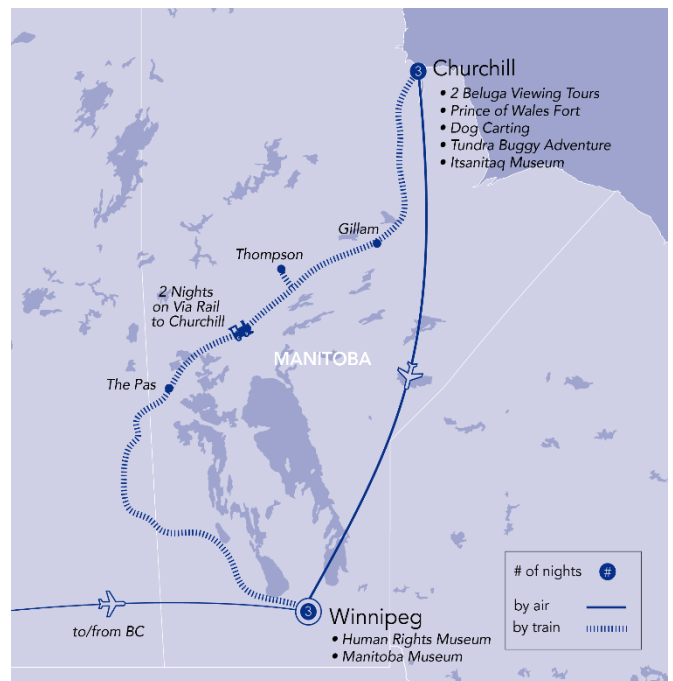 3
Churchill
• 2 Beluga Viewing Tours
• Prince of Wales Fort
• Dog Carting
• Tundra Buggy Adventure
• Itsanitaq Museum
Gillam
Thompson
2 Nights
on Via Rail
to Churchill
MANITOBA
The Pas
# of nights #
by air
by train
3
Winnipeg
• Human Rights Museum
• Manitoba Museum
to/from BC